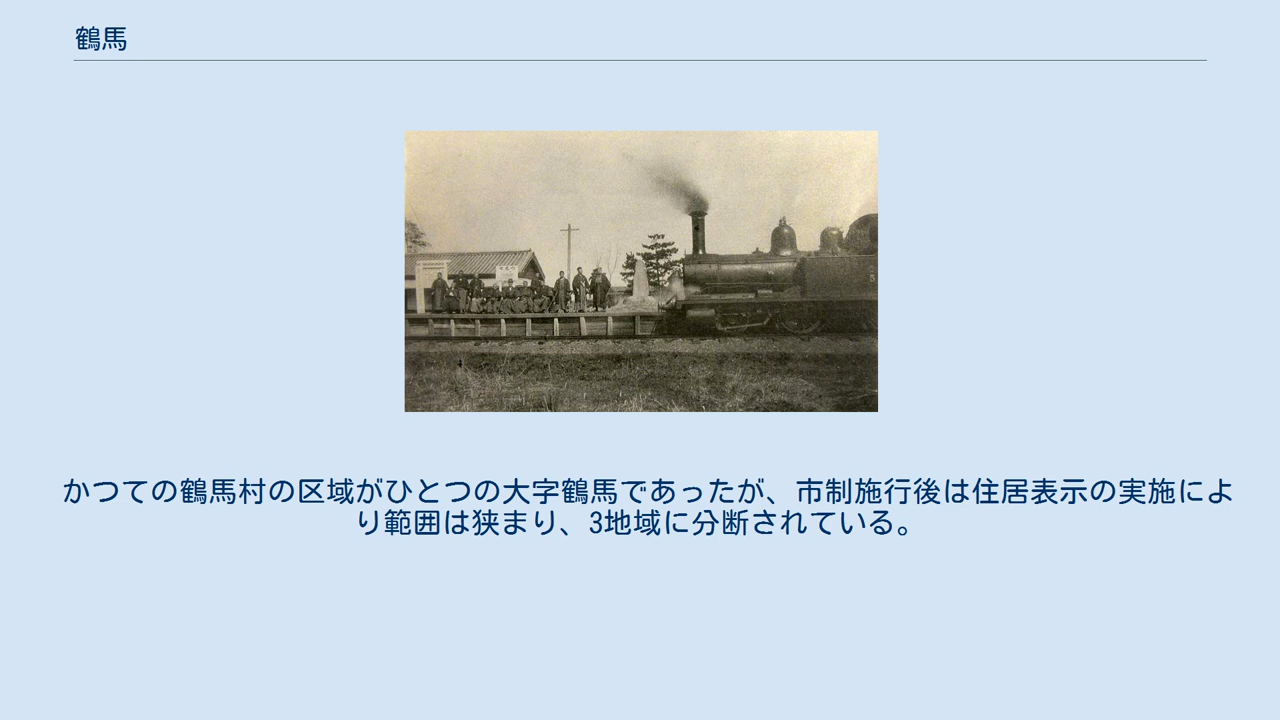 鶴馬
かつての鶴馬村の区域がひとつの大字鶴馬であったが、市制施行後は住居表示の実施によ
り範囲は狭まり、3地域に分断されている。